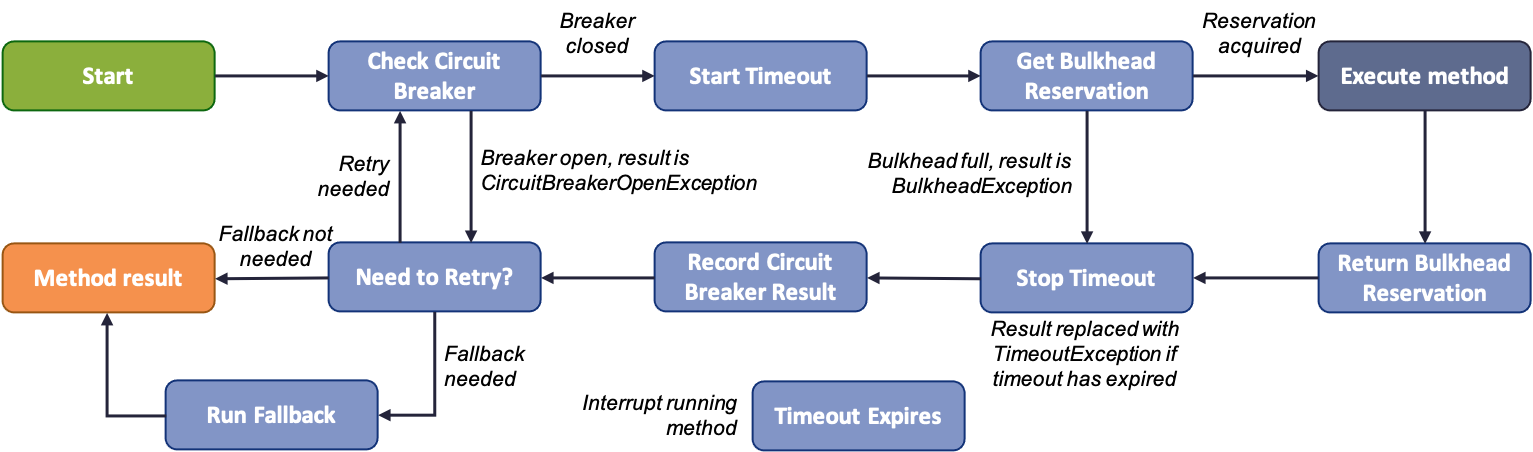 Start
Check Circuit
Breaker
Breaker
closed
Start Timeout
Get Bulkhead
Reservation
Reservation
acquired
Execute method
Retry
needed
Breaker open, result is
CircuitBreakerOpenException
Bulkhead full, result is
BulkheadException
Method result
Fallback not
needed
Need to Retry?
Record Circuit
Breaker Result
Stop Timeout
Return Bulkhead
Reservation
Result replaced with
TimeoutException if
timeout has expired
Fallback
needed
Run Fallback
Interrupt running
method
Timeout Expires